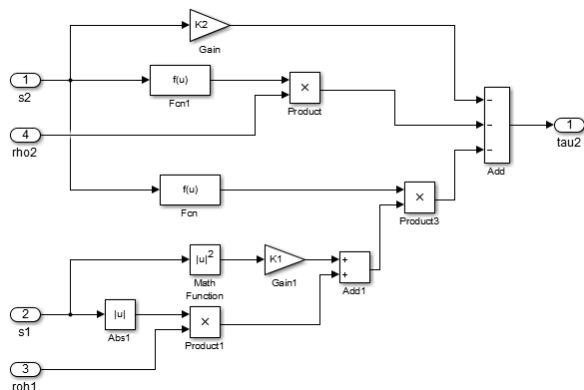 K2
Gain
1
s2
f(u)
Fcn1
×
Product
4
rho2
−
−
−
Add
1
tau2
f(u)
Fcn
×
Product3
|u|²
Math
Function
K1
Gain1
+
+
Add1
2
s1
|u|
Abs1
×
Product1
3
roh1